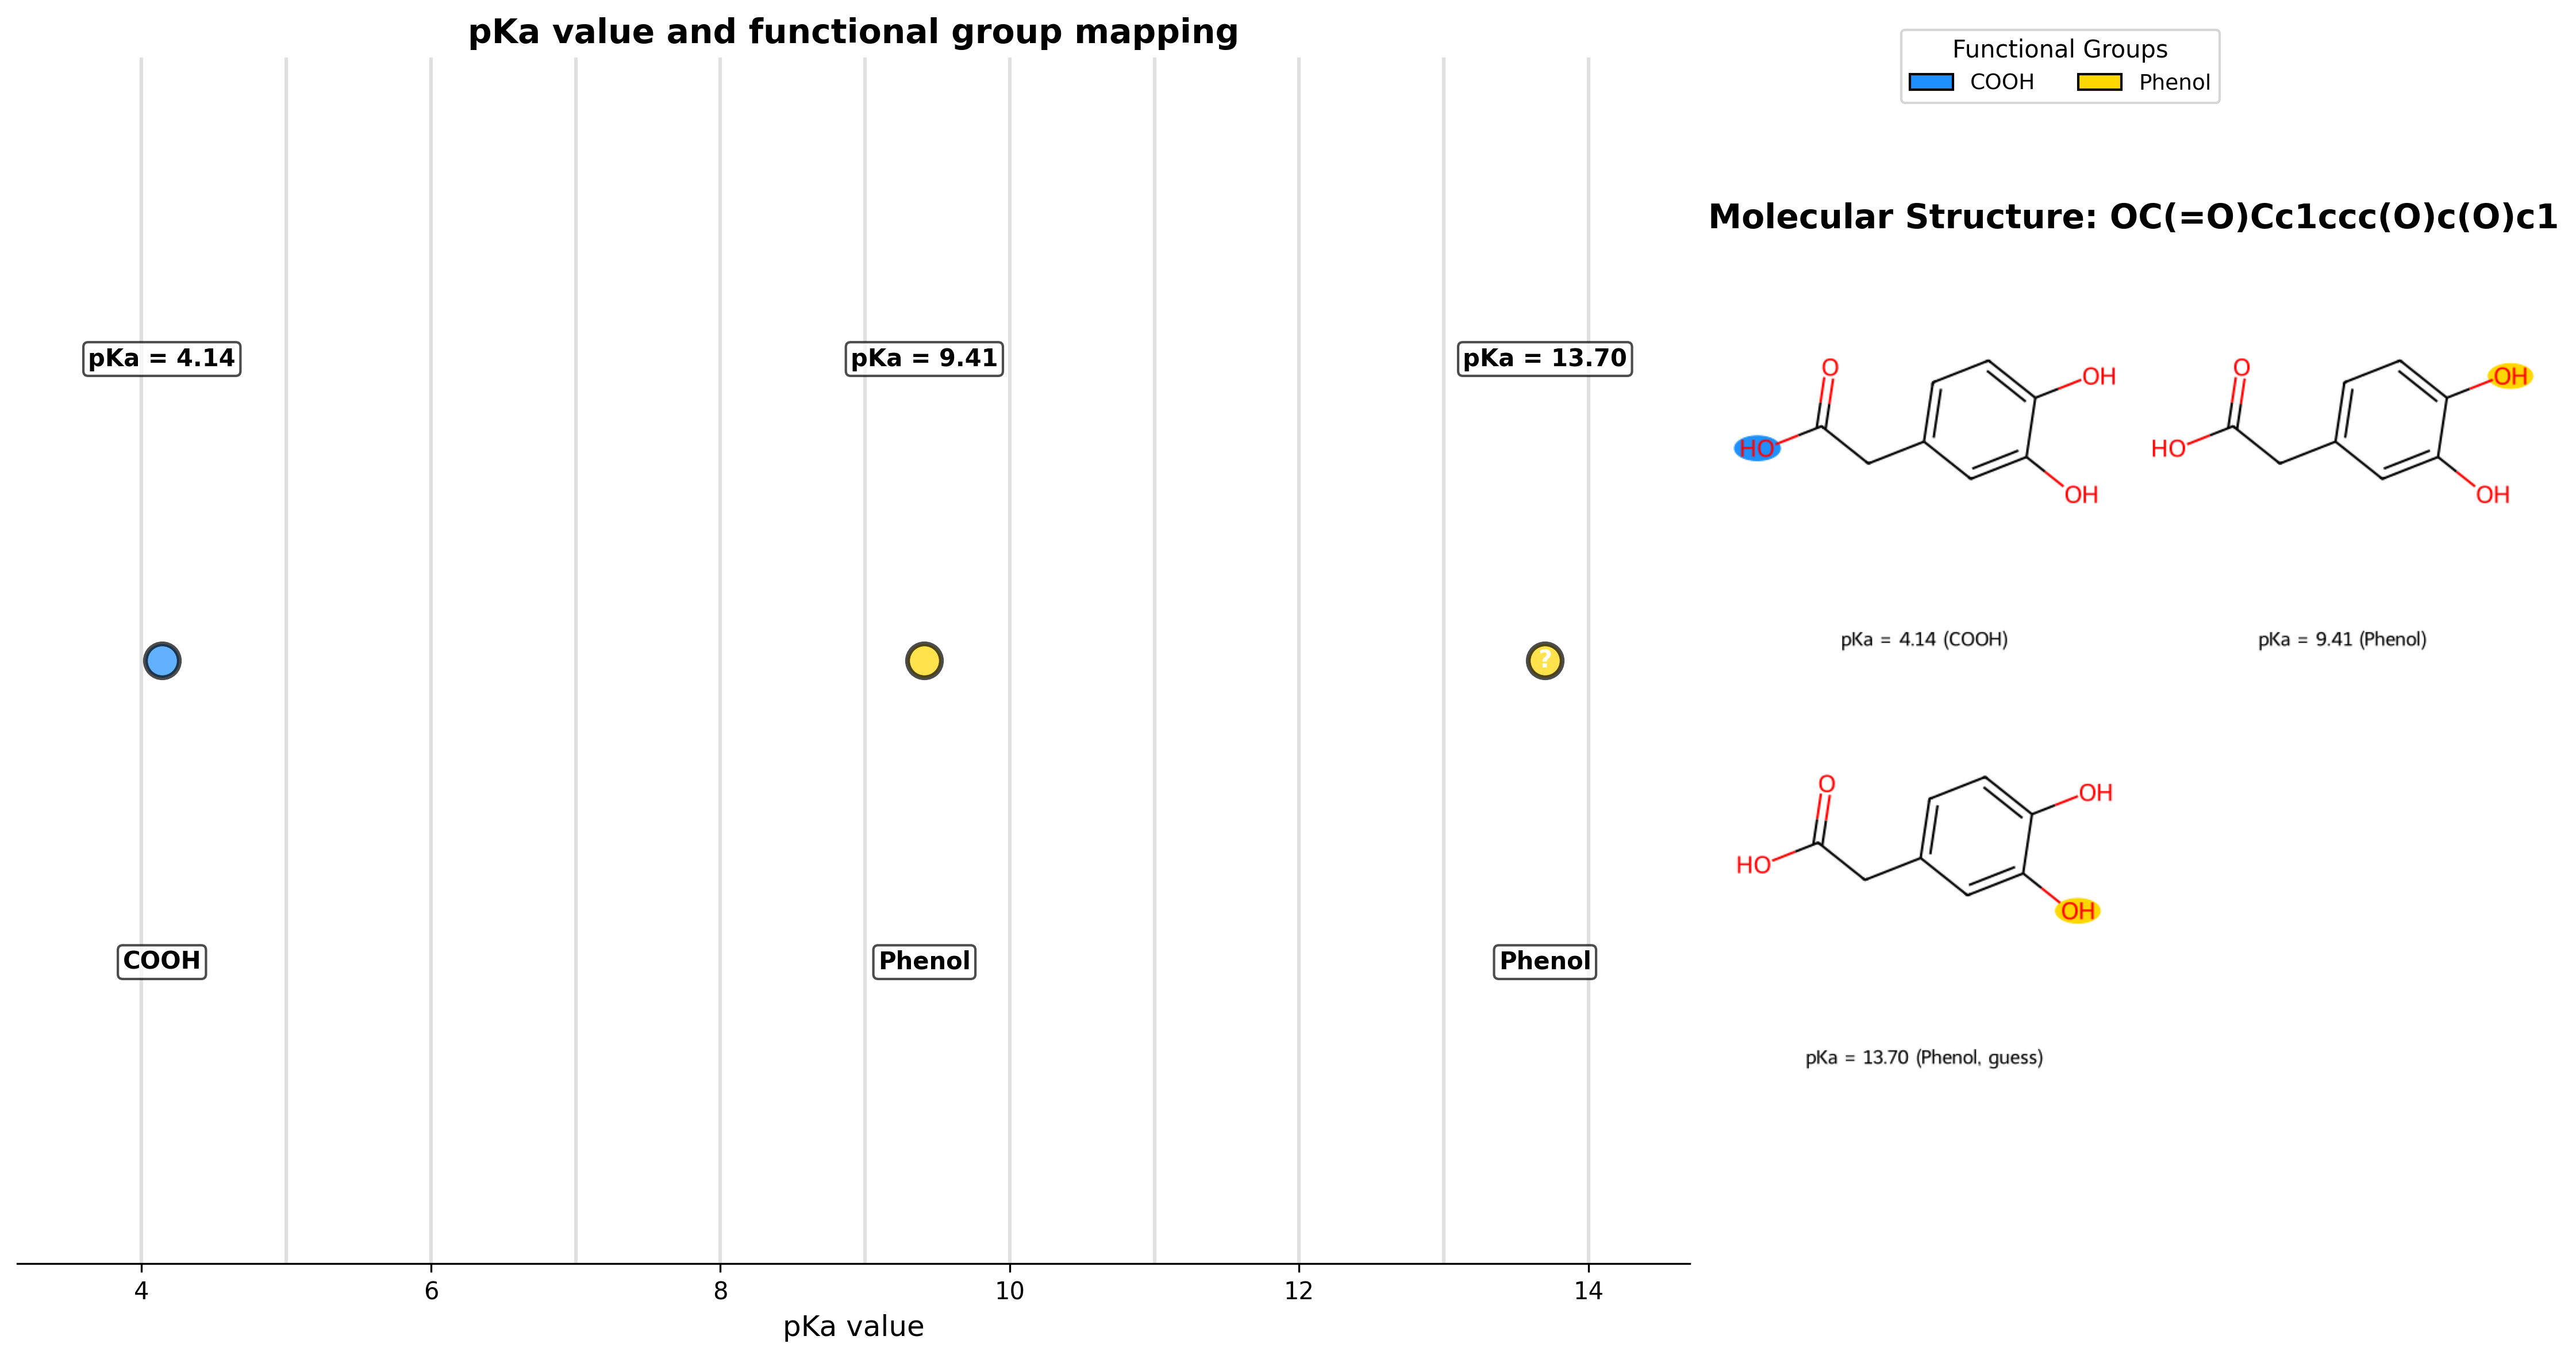 pKa value and functional group mapping
pKa = 4.14
pKa = 9.41
pKa = 13.70
?
COOH
Phenol
Phenol
4
6
8
10
12
14
pKa value
Functional Groups
COOH
Phenol
Molecular Structure: OC(=O)Cc1ccc(O)c(O)c1
O
HO
OH
OH
pKa = 4.14 (COOH)
O
HO
OH
OH
pKa = 9.41 (Phenol)
O
HO
OH
OH
pKa = 13.70 (Phenol, guess)